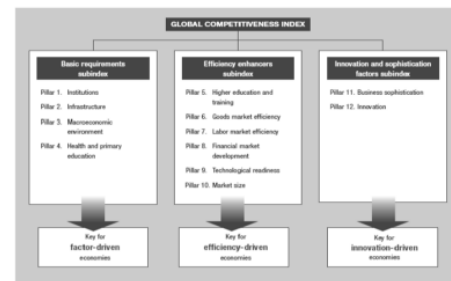 GLOBAL COMPETITIVENESS INDEX
Basic requirements
subindex
Pillar 1. Institutions
Pillar 2. Infrastructure
Pillar 3. Macroeconomic
environment
Pillar 4. Health and primary
education
Key for
factor-driven
economies
Efficiency enhancers
subindex
Pillar 5. Higher education and
training
Pillar 6. Goods market efficiency
Pillar 7. Labor market efficiency
Pillar 8. Financial market
development
Pillar 9. Technological readiness
Pillar 10. Market size
Key for
efficiency-driven
economies
Innovation and sophistication
factors subindex
Pillar 11. Business sophistication
Pillar 12. Innovation
Key for
innovation-driven
economies